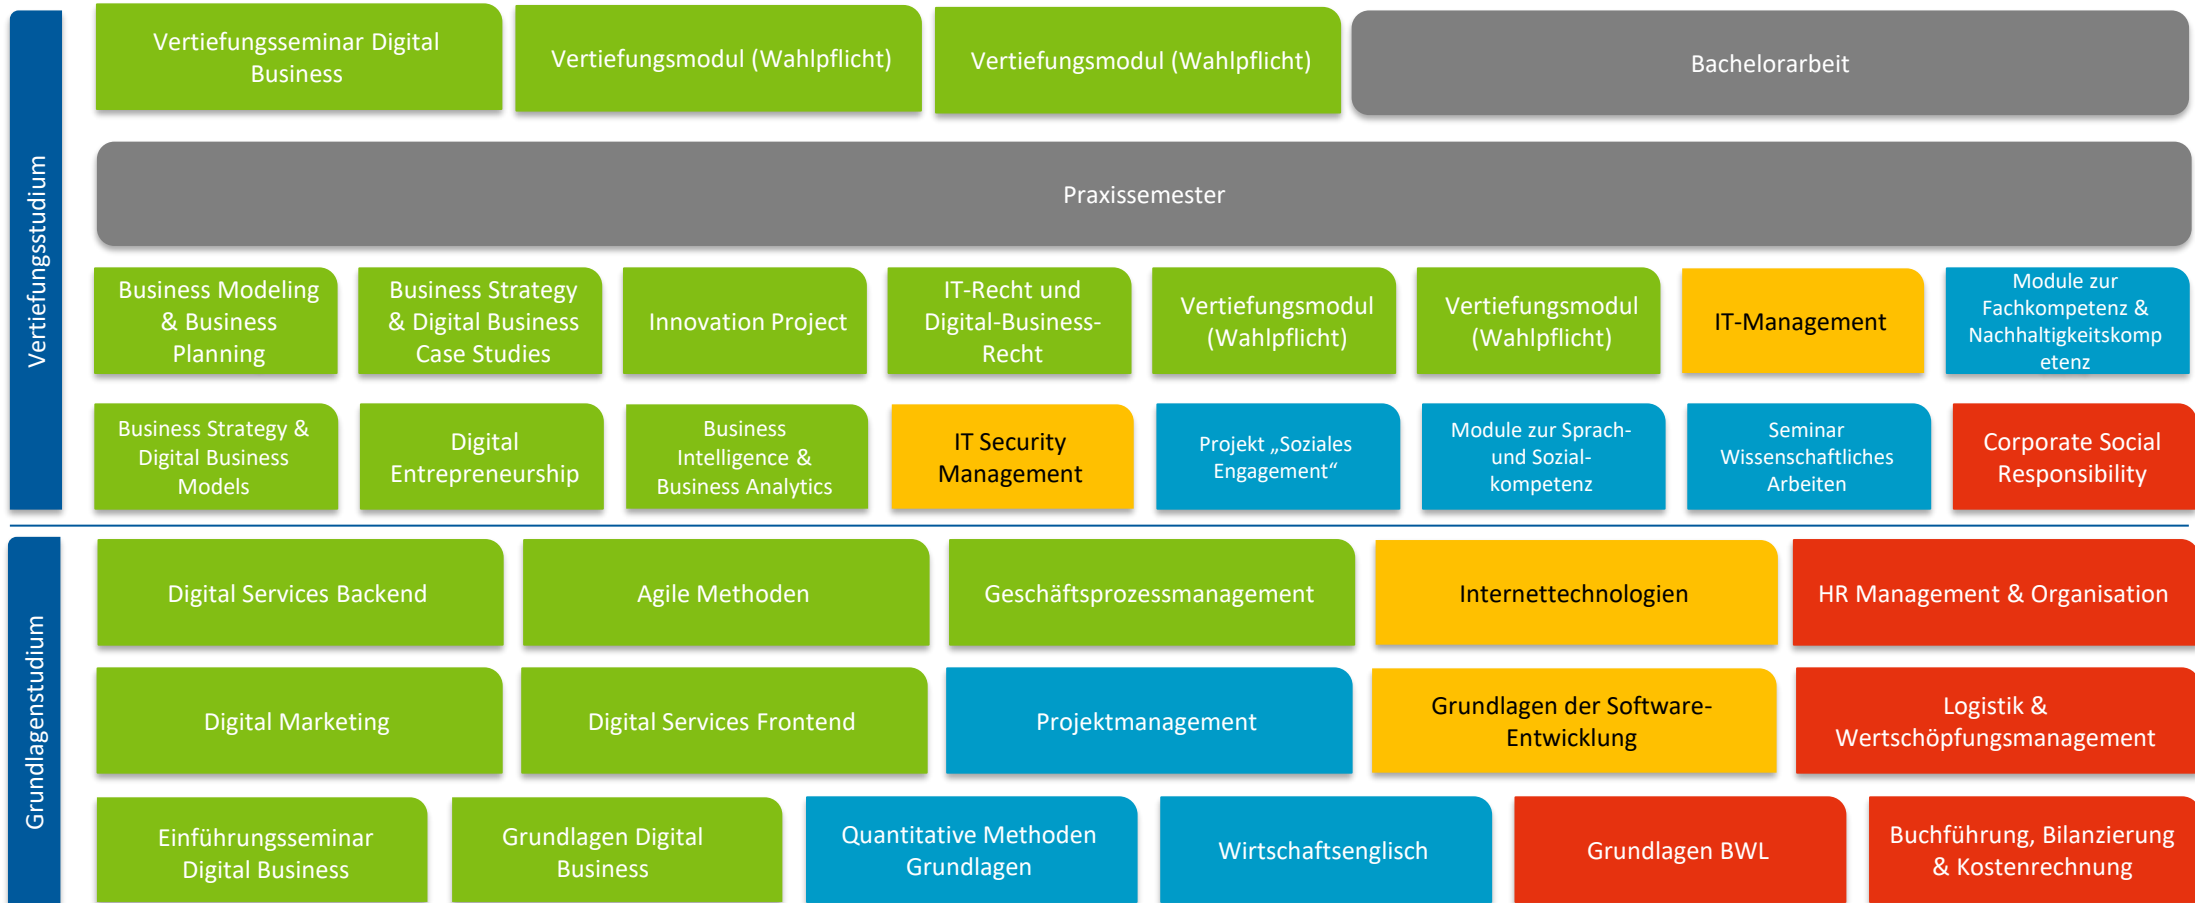 Vertiefungsstudium
Vertiefungsseminar Digital
Business
Vertiefungsmodul (Wahlpflicht)
Vertiefungsmodul (Wahlpflicht)
Bachelorarbeit
Praxissemester
Business Modeling
& Business
Planning
Business Strategy
& Digital Business
Case Studies
Innovation Project
IT-Recht und
Digital-Business-
Recht
Vertiefungsmodul
(Wahlpflicht)
Vertiefungsmodul
(Wahlpflicht)
IT-Management
Module zur
Fachkompetenz &
Nachhaltigkeitskomp
etenz
Business Strategy &
Digital Business
Models
Digital
Entrepreneurship
Business
Intelligence &
Business Analytics
IT Security
Management
Projekt „Soziales
Engagement“
Module zur Sprach-
und Sozial-
kompetenz
Seminar
Wissenschaftliches
Arbeiten
Corporate Social
Responsibility
Grundlagenstudium
Digital Services Backend
Agile Methoden
Geschäftsprozessmanagement
Internettechnologien
HR Management & Organisation
Digital Marketing
Digital Services Frontend
Projektmanagement
Grundlagen der Software-
Entwicklung
Logistik &
Wertschöpfungsmanagement
Einführungsseminar
Digital Business
Grundlagen Digital
Business
Quantitative Methoden
Grundlagen
Wirtschaftsenglisch
Grundlagen BWL
Buchführung, Bilanzierung
& Kostenrechnung